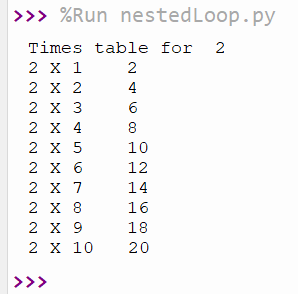 >>> %Run nestedLoop.py
Times table for  2
2 X 1    2
2 X 2    4
2 X 3    6
2 X 4    8
2 X 5    10
2 X 6    12
2 X 7    14
2 X 8    16
2 X 9    18
2 X 10   20
>>>